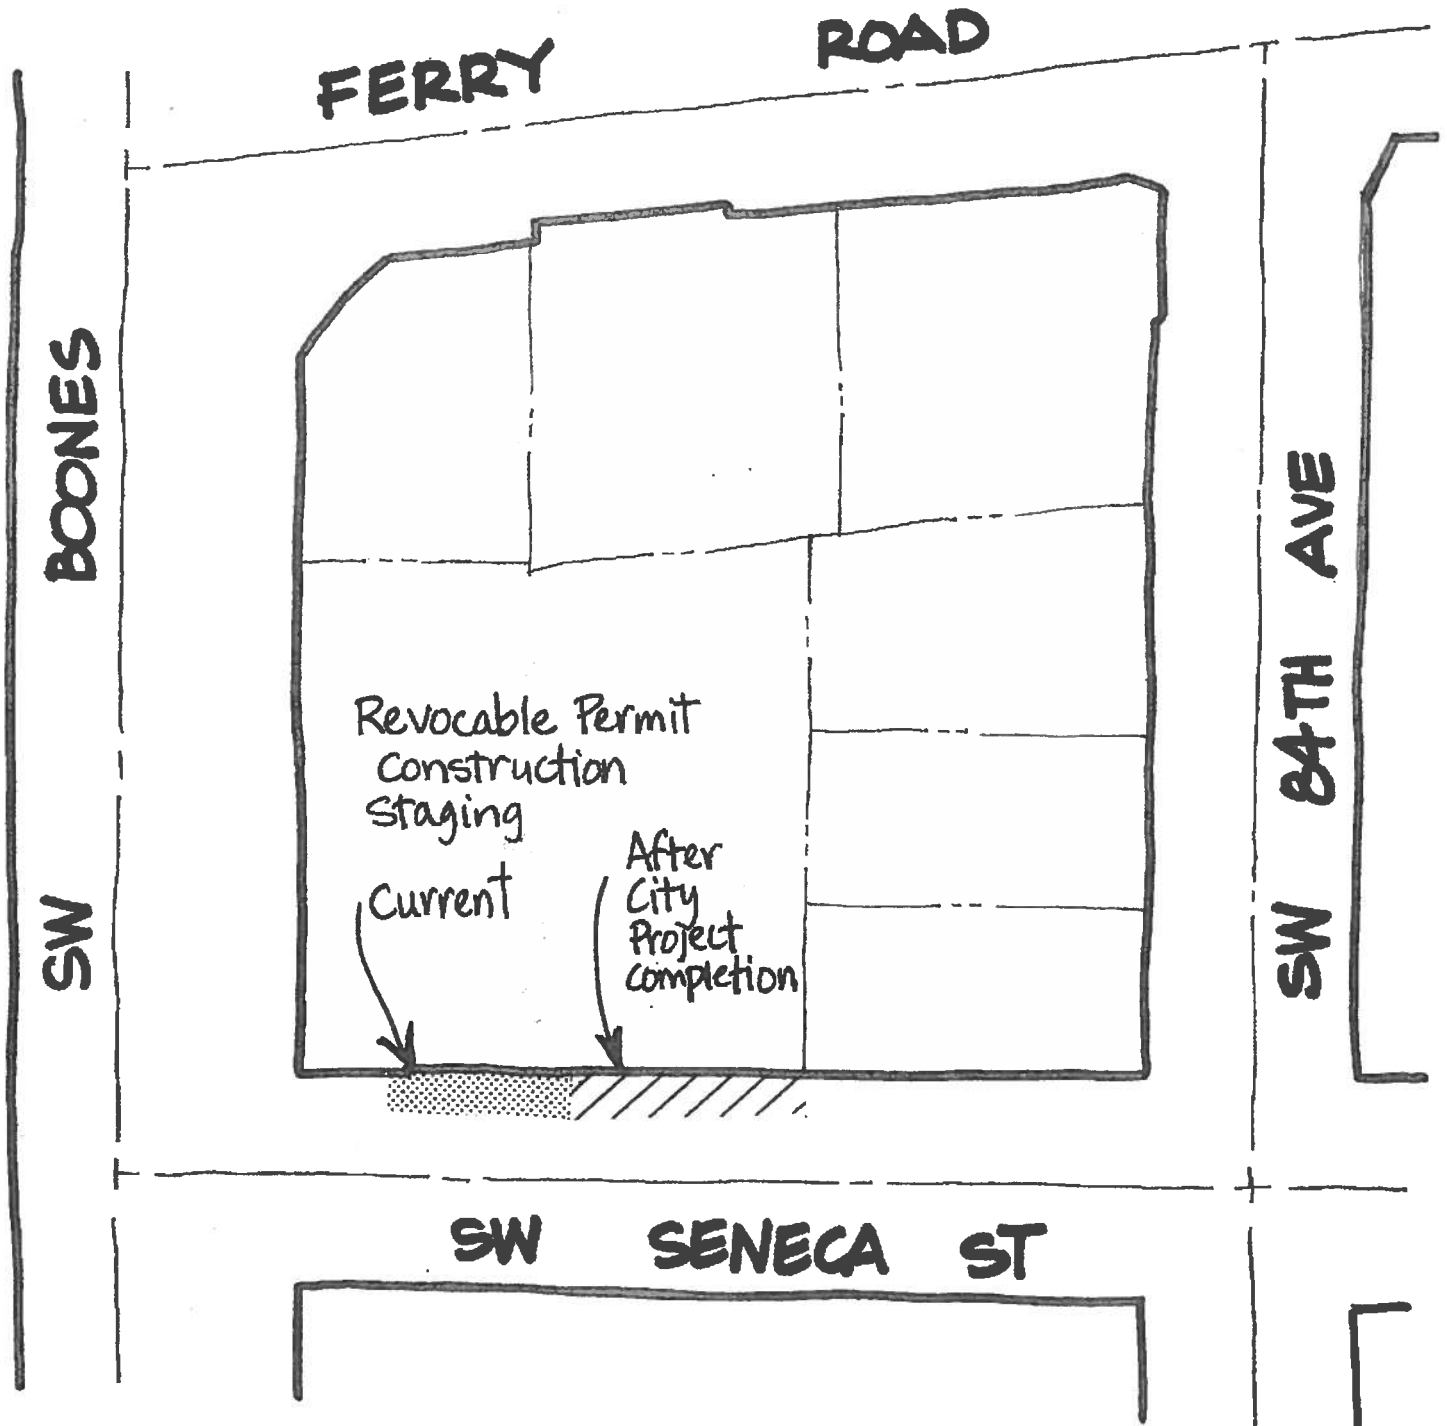 FERRY ROAD
SW BOONES
SW 84TH AVE
Revocable Permit
Construction
Staging
Current
After
City
Project
completion
SW SENECA ST